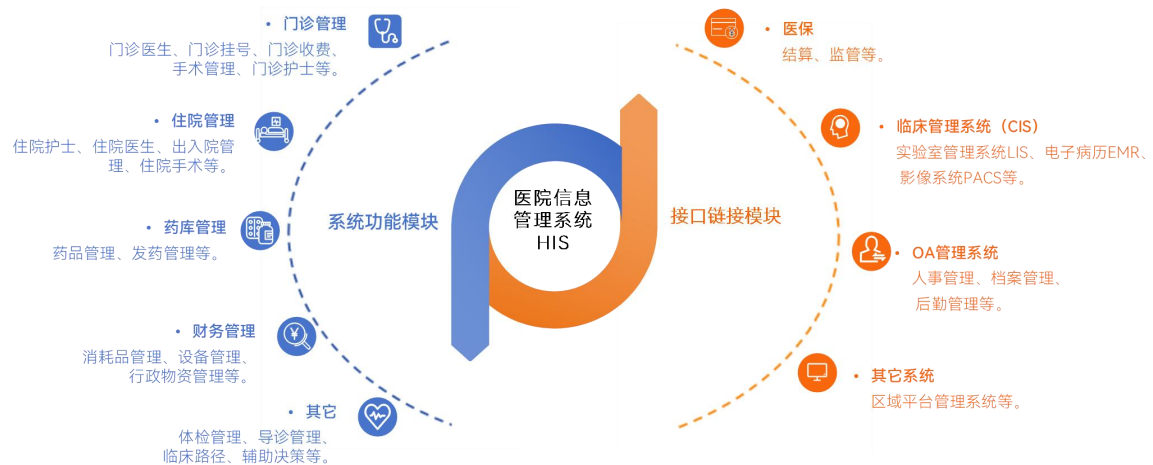 • 门诊管理
门诊医生、门诊挂号、门诊收费、
手术管理、门诊护士等。
• 住院管理
住院护士、住院医生、出入院管
理、住院手术等。
• 药库管理
药品管理、发药管理等。
• 财务管理
消耗品管理、设备管理、
行政物资管理等。
• 其它
体检管理、导诊管理、
临床路径、辅助决策等。
系统功能模块
医院信息
管理系统
HIS
接口链接模块
• 医保
结算、监管等。
• 临床管理系统（CIS）
实验室管理系统LIS、电子病历EMR、
影像系统PACS等。
• OA管理系统
人事管理、档案管理、
后勤管理等。
• 其它系统
区域平台管理系统等。